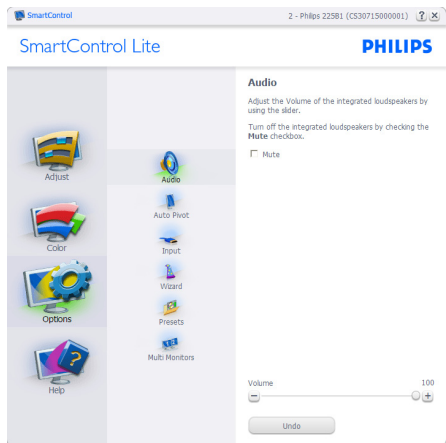 SmartControl
2 - Philips 225B1 (CS30715000001)
SmartControl Lite
PHILIPS
Adjust
Color
Options
Help
Audio
Auto Pivot
Input
Wizard
Presets
Multi Monitors
Audio
Adjust the Volume of the integrated loudspeakers by
using the slider.
Turn off the integrated loudspeakers by checking the
Mute checkbox.
Mute
Volume 100
Undo